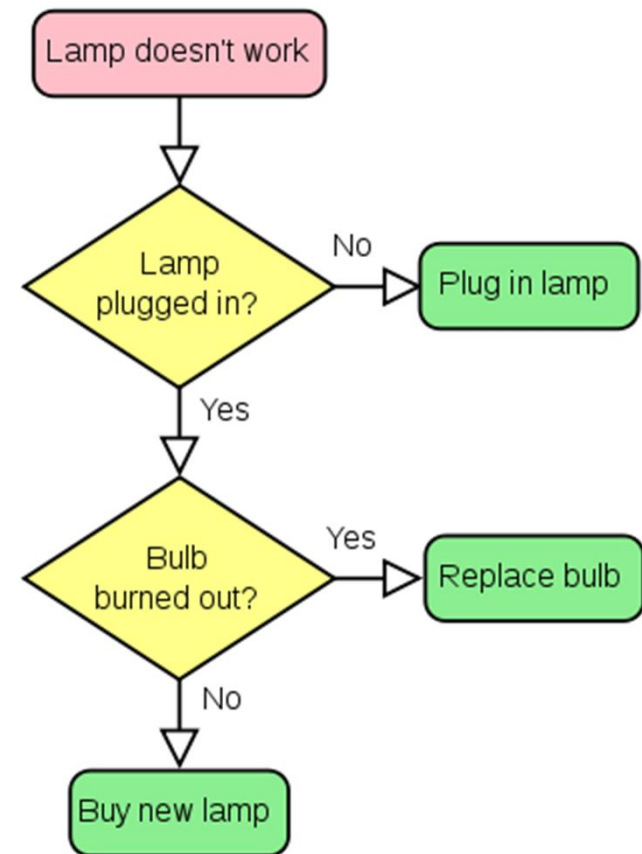 Lamp doesn't work
Lamp
plugged in?
No
Plug in lamp
Yes
Bulb
burned out?
Yes
Replace bulb
No
Buy new lamp